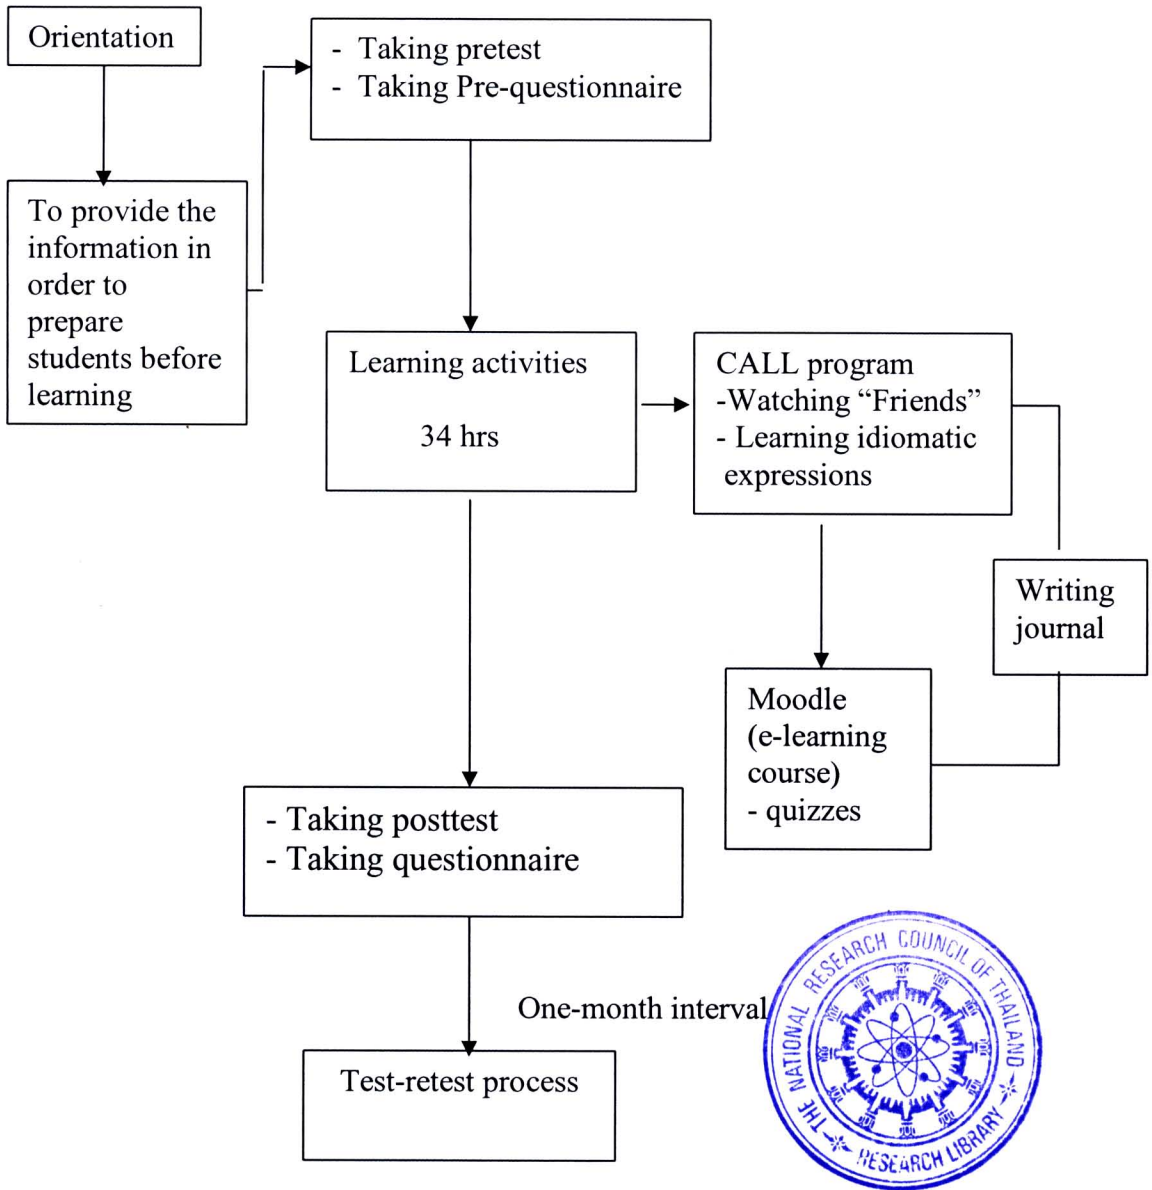 Orientation
- Taking pretest
- Taking Pre-questionnaire
To provide the
information in
order to
prepare
students before
learning
Learning activities
34 hrs
CALL program
-Watching “Friends”
- Learning idiomatic
expressions
Writing
journal
Moodle
(e-learning
course)
- quizzes
- Taking posttest
- Taking questionnaire
One-month interval
Test-retest process
THE NATIONAL RESEARCH COUNCIL OF THAILAND
RESEARCH LIBRARY